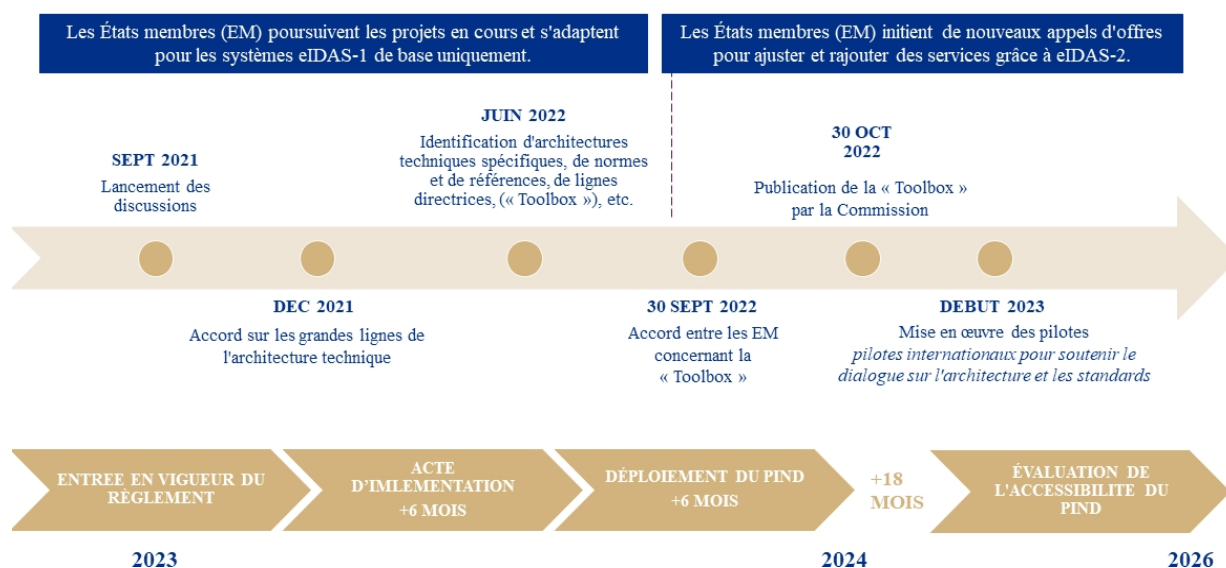 Les États membres (EM) poursuivent les projets en cours et s'adaptent
pour les systèmes eIDAS-1 de base uniquement.
Les États membres (EM) initient de nouveaux appels d'offres
pour ajuster et rajouter des services grâce à eIDAS-2.
SEPT 2021
Lancement des
discussions
JUIN 2022
Identification d'architectures
techniques spécifiques, de normes
et de références, de lignes
directrices, (« Toolbox »), etc.
30 OCT
2022
Publication de la « Toolbox »
par la Commission
DEC 2021
Accord sur les grandes lignes de
l'architecture technique
30 SEPT 2022
Accord entre les EM
concernant la
« Toolbox »
DEBUT 2023
Mise en œuvre des pilotes
pilotes internationaux pour soutenir le
dialogue sur l'architecture et les standards
ENTREE EN VIGUEUR DU
RÈGLEMENT
ACTE
D'IMLEMENTATION
+6 MOIS
DÉPLOIEMENT DU PIND
+6 MOIS
+18
MOIS
ÉVALUATION DE
L'ACCESSIBILITE DU
PIND
2023
2024
2026